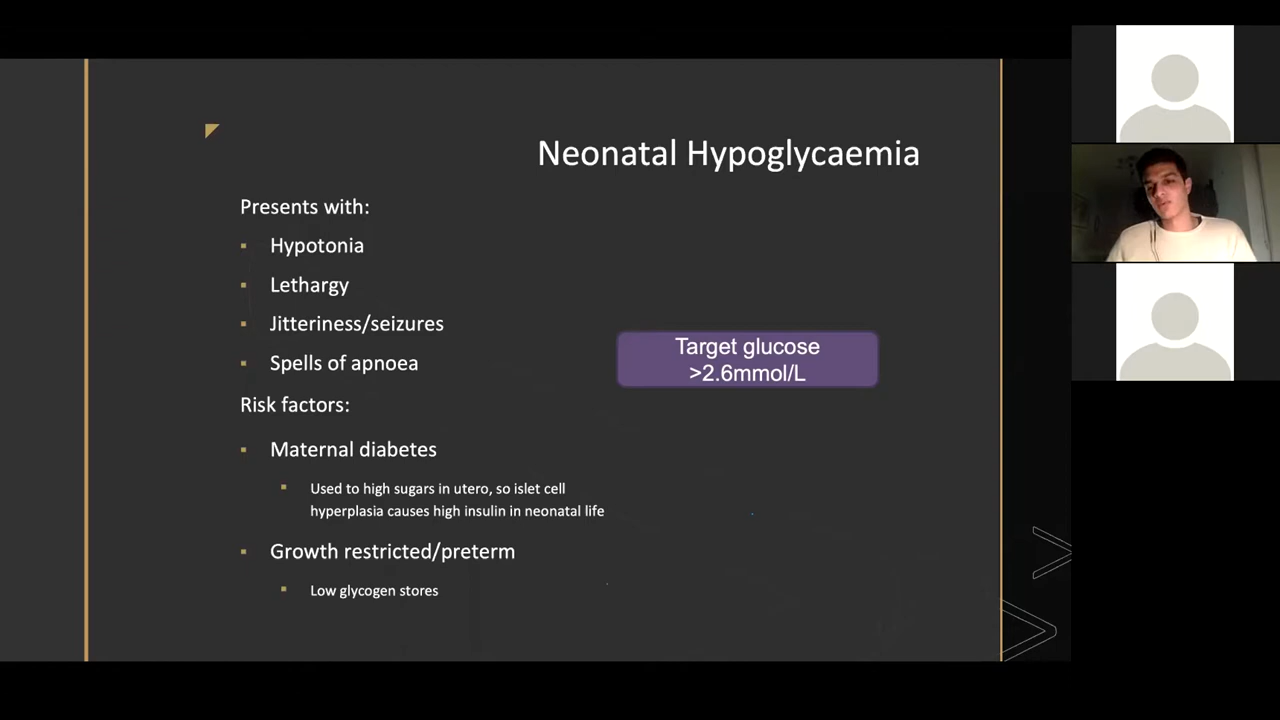 Neonatal Hypoglycaemia
Presents with:
Hypotonia
Lethargy
Jitteriness/seizures
Spells of apnoea
Target glucose
>2.6mmol/L
Risk factors:
Maternal diabetes
Used to high sugars in utero, so islet cell
hyperplasia causes high insulin in neonatal life
Growth restricted/preterm
Low glycogen stores